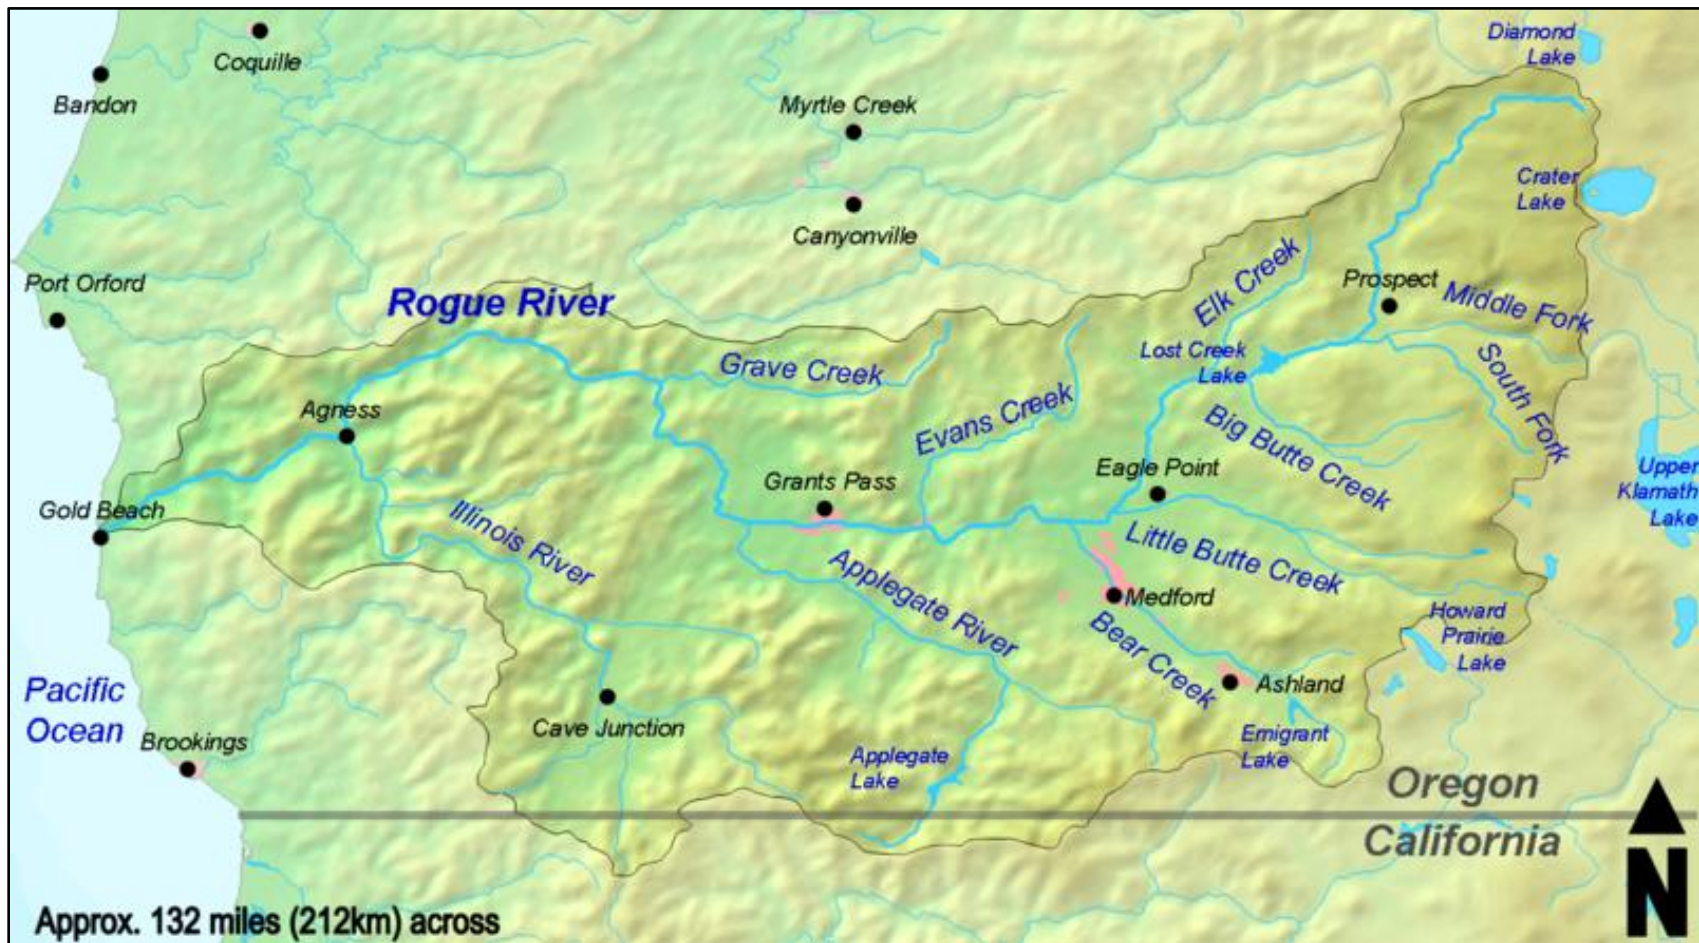 Diamond
Lake
Coquille
Bandon
Myrtle Creek
Crater
Lake
Canyonville
Port Orford
Rogue River
Elk Creek
Prospect
Middle Fork
Grave Creek
Lost Creek
Lake
South Fork
Agness
Evans Creek
Big Butte Creek
Eagle Point
Upper
Klamath
Lake
Grants Pass
Gold Beach
Illinois River
Little Butte Creek
Applegate River
Medford
Howard
Prairie
Lake
Bear Creek
Pacific
Ocean
Ashland
Cave Junction
Emigrant
Lake
Brookings
Applegate
Lake
Oregon
California
N
Approx. 132 miles (212km) across